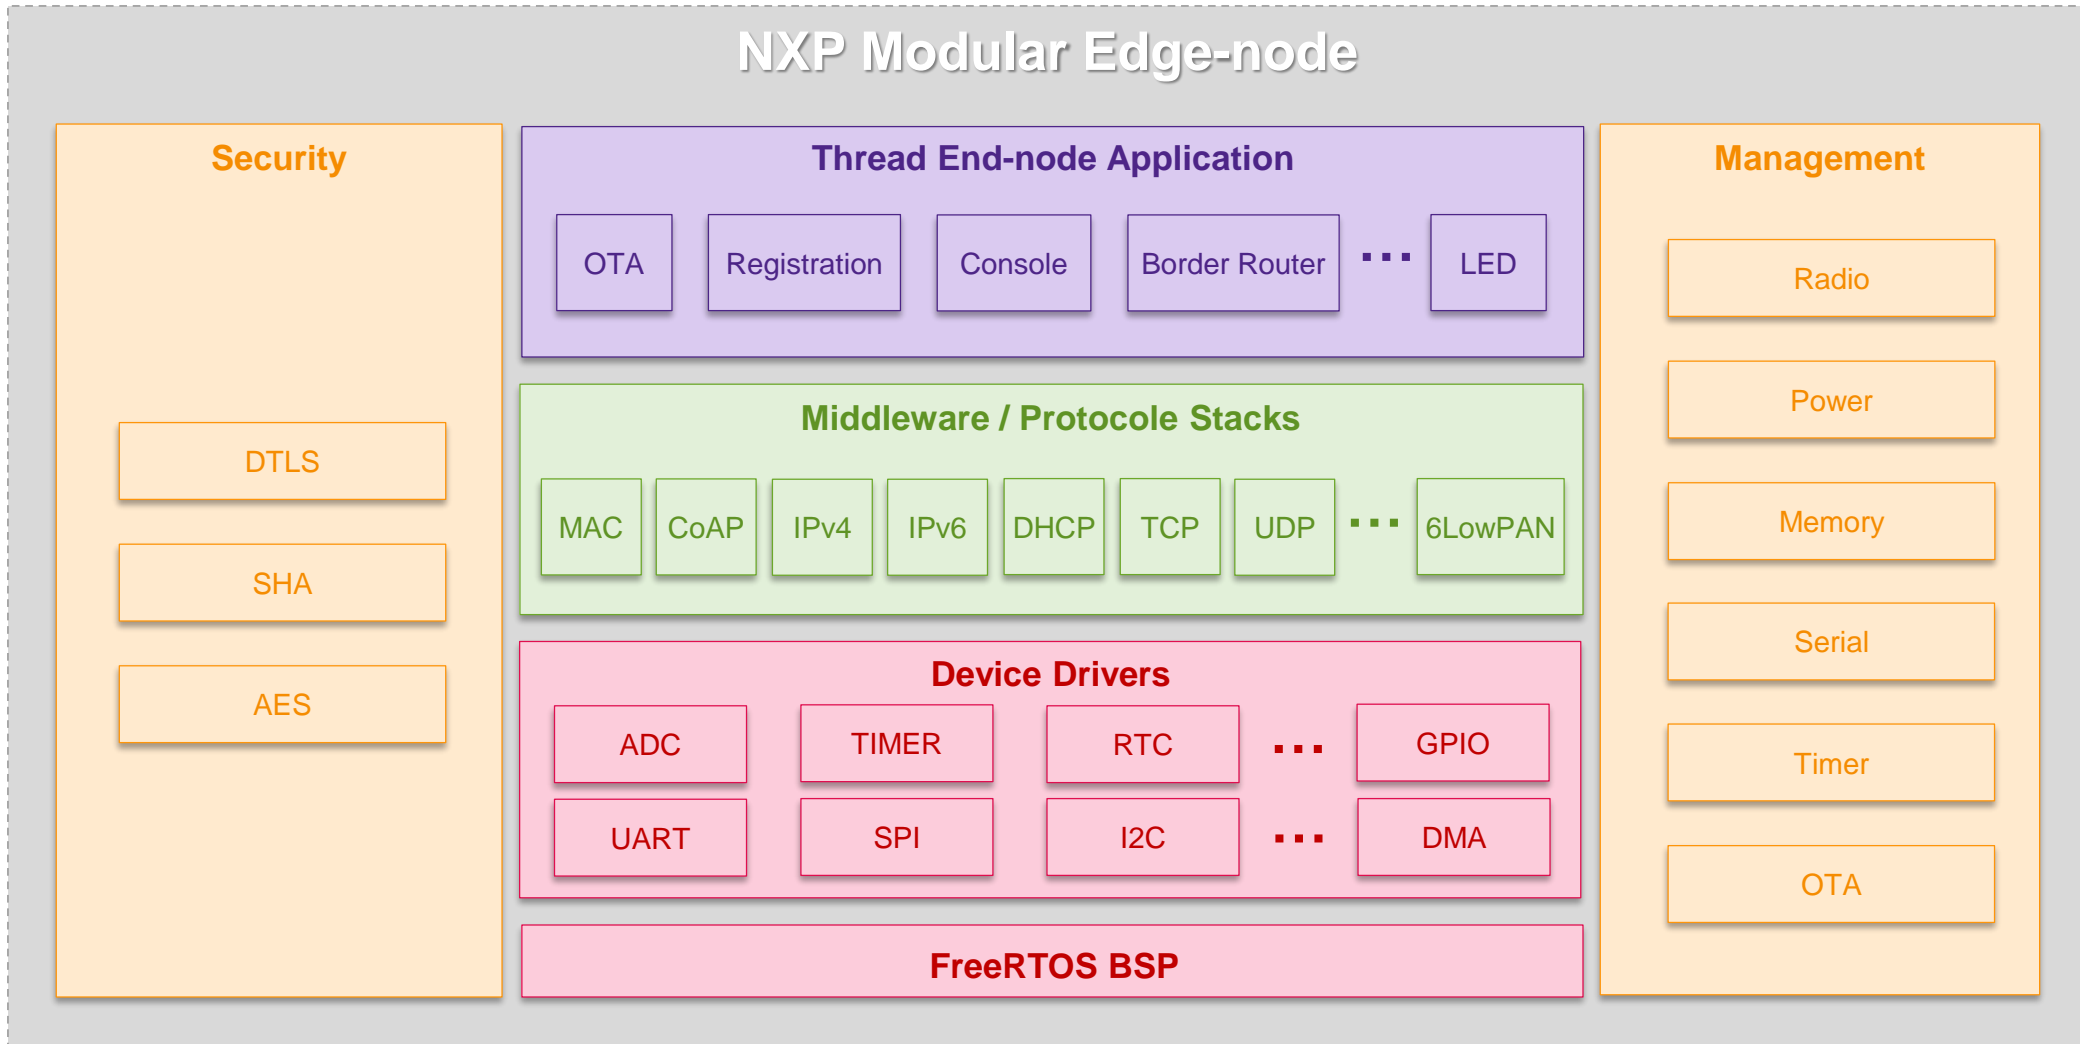 NXP Modular Edge-node
Security
DTLS
SHA
AES
Thread End-node Application
OTA Registration Console Border Router ... LED
Middleware / Protocole Stacks
MAC CoAP IPv4 IPv6 DHCP TCP UDP ... 6LowPAN
Device Drivers
ADC TIMER RTC ... GPIO
UART SPI I2C ... DMA
FreeRTOS BSP
Management
Radio
Power
Memory
Serial
Timer
OTA